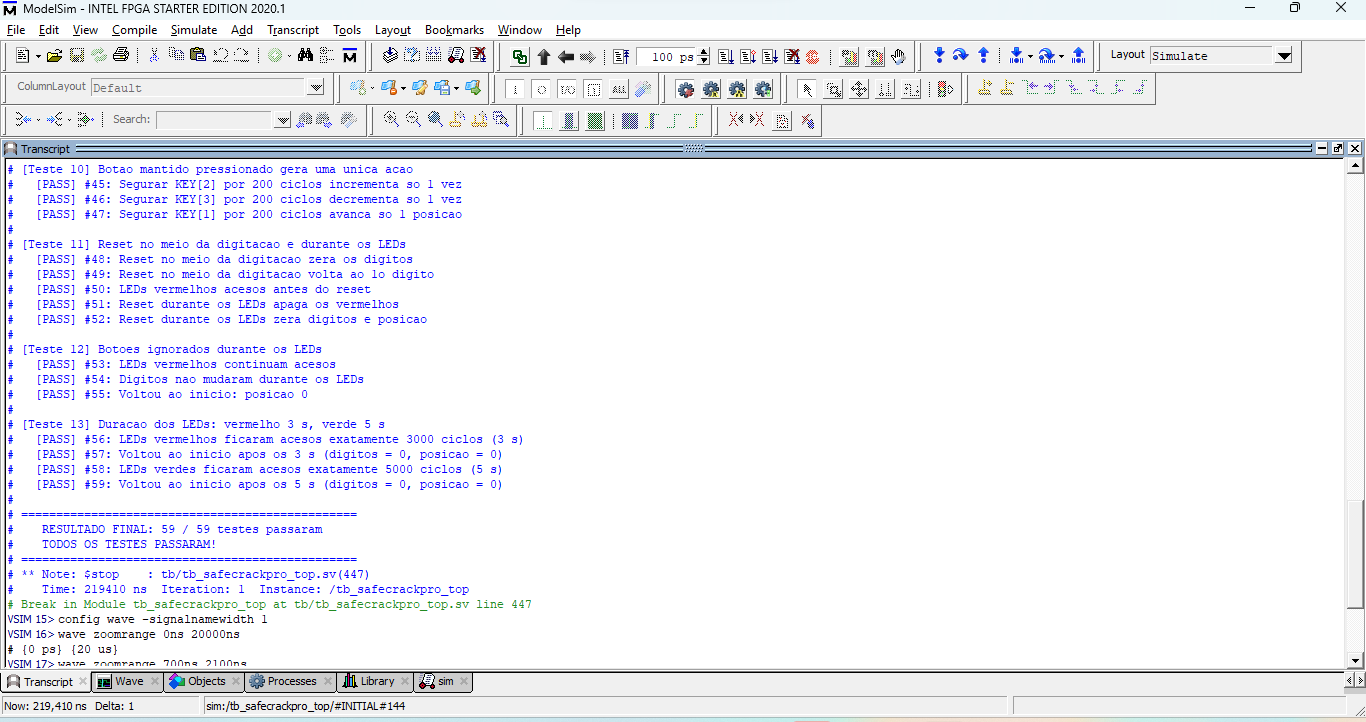 ModelSim - INTEL FPGA STARTER EDITION 2020.1
File Edit View Compile Simulate Add Transcript Tools Layout Bookmarks Window Help
100 ps
Layout Simulate
ColumnLayout Default
Search:
Transcript
# [Teste 10] Botao mantido pressionado gera uma unica acao
#   [PASS] #45: Segurar KEY[2] por 200 ciclos incrementa so 1 vez
#   [PASS] #46: Segurar KEY[3] por 200 ciclos decrementa so 1 vez
#   [PASS] #47: Segurar KEY[1] por 200 ciclos avanca so 1 posicao
#
# [Teste 11] Reset no meio da digitacao e durante os LEDs
#   [PASS] #48: Reset no meio da digitacao zera os digitos
#   [PASS] #49: Reset no meio da digitacao volta ao 1o digito
#   [PASS] #50: LEDs vermelhos acesos antes do reset
#   [PASS] #51: Reset durante os LEDs apaga os vermelhos
#   [PASS] #52: Reset durante os LEDs zera digitos e posicao
#
# [Teste 12] Botoes ignorados durante os LEDs
#   [PASS] #53: LEDs vermelhos continuam acesos
#   [PASS] #54: Digitos nao mudaram durante os LEDs
#   [PASS] #55: Voltou ao inicio: posicao 0
#
# [Teste 13] Duracao dos LEDs: vermelho 3 s, verde 5 s
#   [PASS] #56: LEDs vermelhos ficaram acesos exatamente 3000 ciclos (3 s)
#   [PASS] #57: Voltou ao inicio apos os 3 s (digitos = 0, posicao = 0)
#   [PASS] #58: LEDs verdes ficaram acesos exatamente 5000 ciclos (5 s)
#   [PASS] #59: Voltou ao inicio apos os 5 s (digitos = 0, posicao = 0)
#
# ================================================
#    RESULTADO FINAL: 59 / 59 testes passaram
#    TODOS OS TESTES PASSARAM!
# ================================================
# ** Note: $stop    : tb/tb_safecrackpro_top.sv(447)
#    Time: 219410 ns  Iteration: 1  Instance: /tb_safecrackpro_top
# Break in Module tb_safecrackpro_top at tb/tb_safecrackpro_top.sv line 447
VSIM 15> config wave -signalnamewidth 1
VSIM 16> wave zoomrange 0ns 20000ns
# {0 ps} {20 us}
VSIM 17> wave zoomrange 700ns 2100ns
Transcript Wave Objects Processes Library sim
Now: 219,410 ns  Delta: 1
sim:/tb_safecrackpro_top/#INITIAL#144